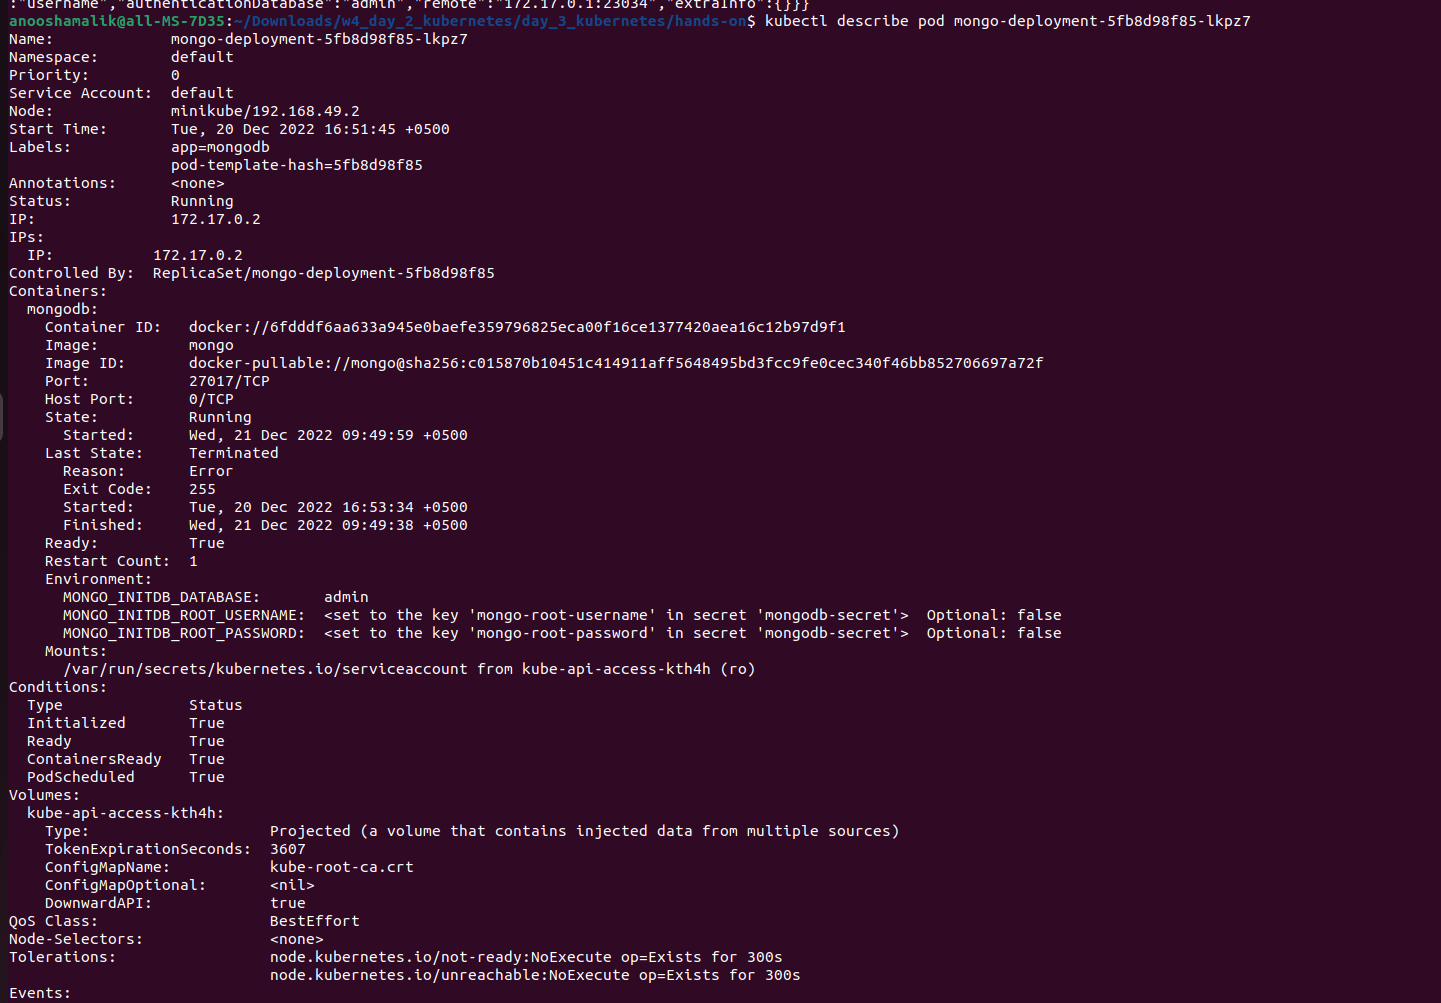 :"username","authenticationDatabase":"admin","remote":"172.17.0.1:23034","extraInfo":{}}}
anooshamalik@all-MS-7D35:~/Downloads/w4_day_2_kubernetes/day_3_kubernetes/hands-on$ kubectl describe pod mongo-deployment-5fb8d98f85-lkpz7
Name:             mongo-deployment-5fb8d98f85-lkpz7
Namespace:        default
Priority:         0
Service Account:  default
Node:             minikube/192.168.49.2
Start Time:       Tue, 20 Dec 2022 16:51:45 +0500
Labels:           app=mongodb
                  pod-template-hash=5fb8d98f85
Annotations:      <none>
Status:           Running
IP:               172.17.0.2
IPs:
  IP:           172.17.0.2
Controlled By:  ReplicaSet/mongo-deployment-5fb8d98f85
Containers:
  mongodb:
    Container ID:   docker://6fdddf6aa633a945e0baefe359796825eca00f16ce1377420aea16c12b97d9f1
    Image:          mongo
    Image ID:       docker-pullable://mongo@sha256:c015870b10451c414911aff5648495bd3fcc9fe0cec340f46bb852706697a72f
    Port:           27017/TCP
    Host Port:      0/TCP
    State:          Running
      Started:      Wed, 21 Dec 2022 09:49:59 +0500
    Last State:     Terminated
      Reason:       Error
      Exit Code:    255
      Started:      Tue, 20 Dec 2022 16:53:34 +0500
      Finished:     Wed, 21 Dec 2022 09:49:38 +0500
    Ready:          True
    Restart Count:  1
    Environment:
      MONGO_INITDB_DATABASE:       admin
      MONGO_INITDB_ROOT_USERNAME:  <set to the key 'mongo-root-username' in secret 'mongodb-secret'>  Optional: false
      MONGO_INITDB_ROOT_PASSWORD:  <set to the key 'mongo-root-password' in secret 'mongodb-secret'>  Optional: false
    Mounts:
      /var/run/secrets/kubernetes.io/serviceaccount from kube-api-access-kth4h (ro)
Conditions:
  Type              Status
  Initialized       True
  Ready             True
  ContainersReady   True
  PodScheduled      True
Volumes:
  kube-api-access-kth4h:
    Type:                    Projected (a volume that contains injected data from multiple sources)
    TokenExpirationSeconds:  3607
    ConfigMapName:           kube-root-ca.crt
    ConfigMapOptional:       <nil>
    DownwardAPI:             true
QoS Class:                   BestEffort
Node-Selectors:              <none>
Tolerations:                 node.kubernetes.io/not-ready:NoExecute op=Exists for 300s
                             node.kubernetes.io/unreachable:NoExecute op=Exists for 300s
Events: